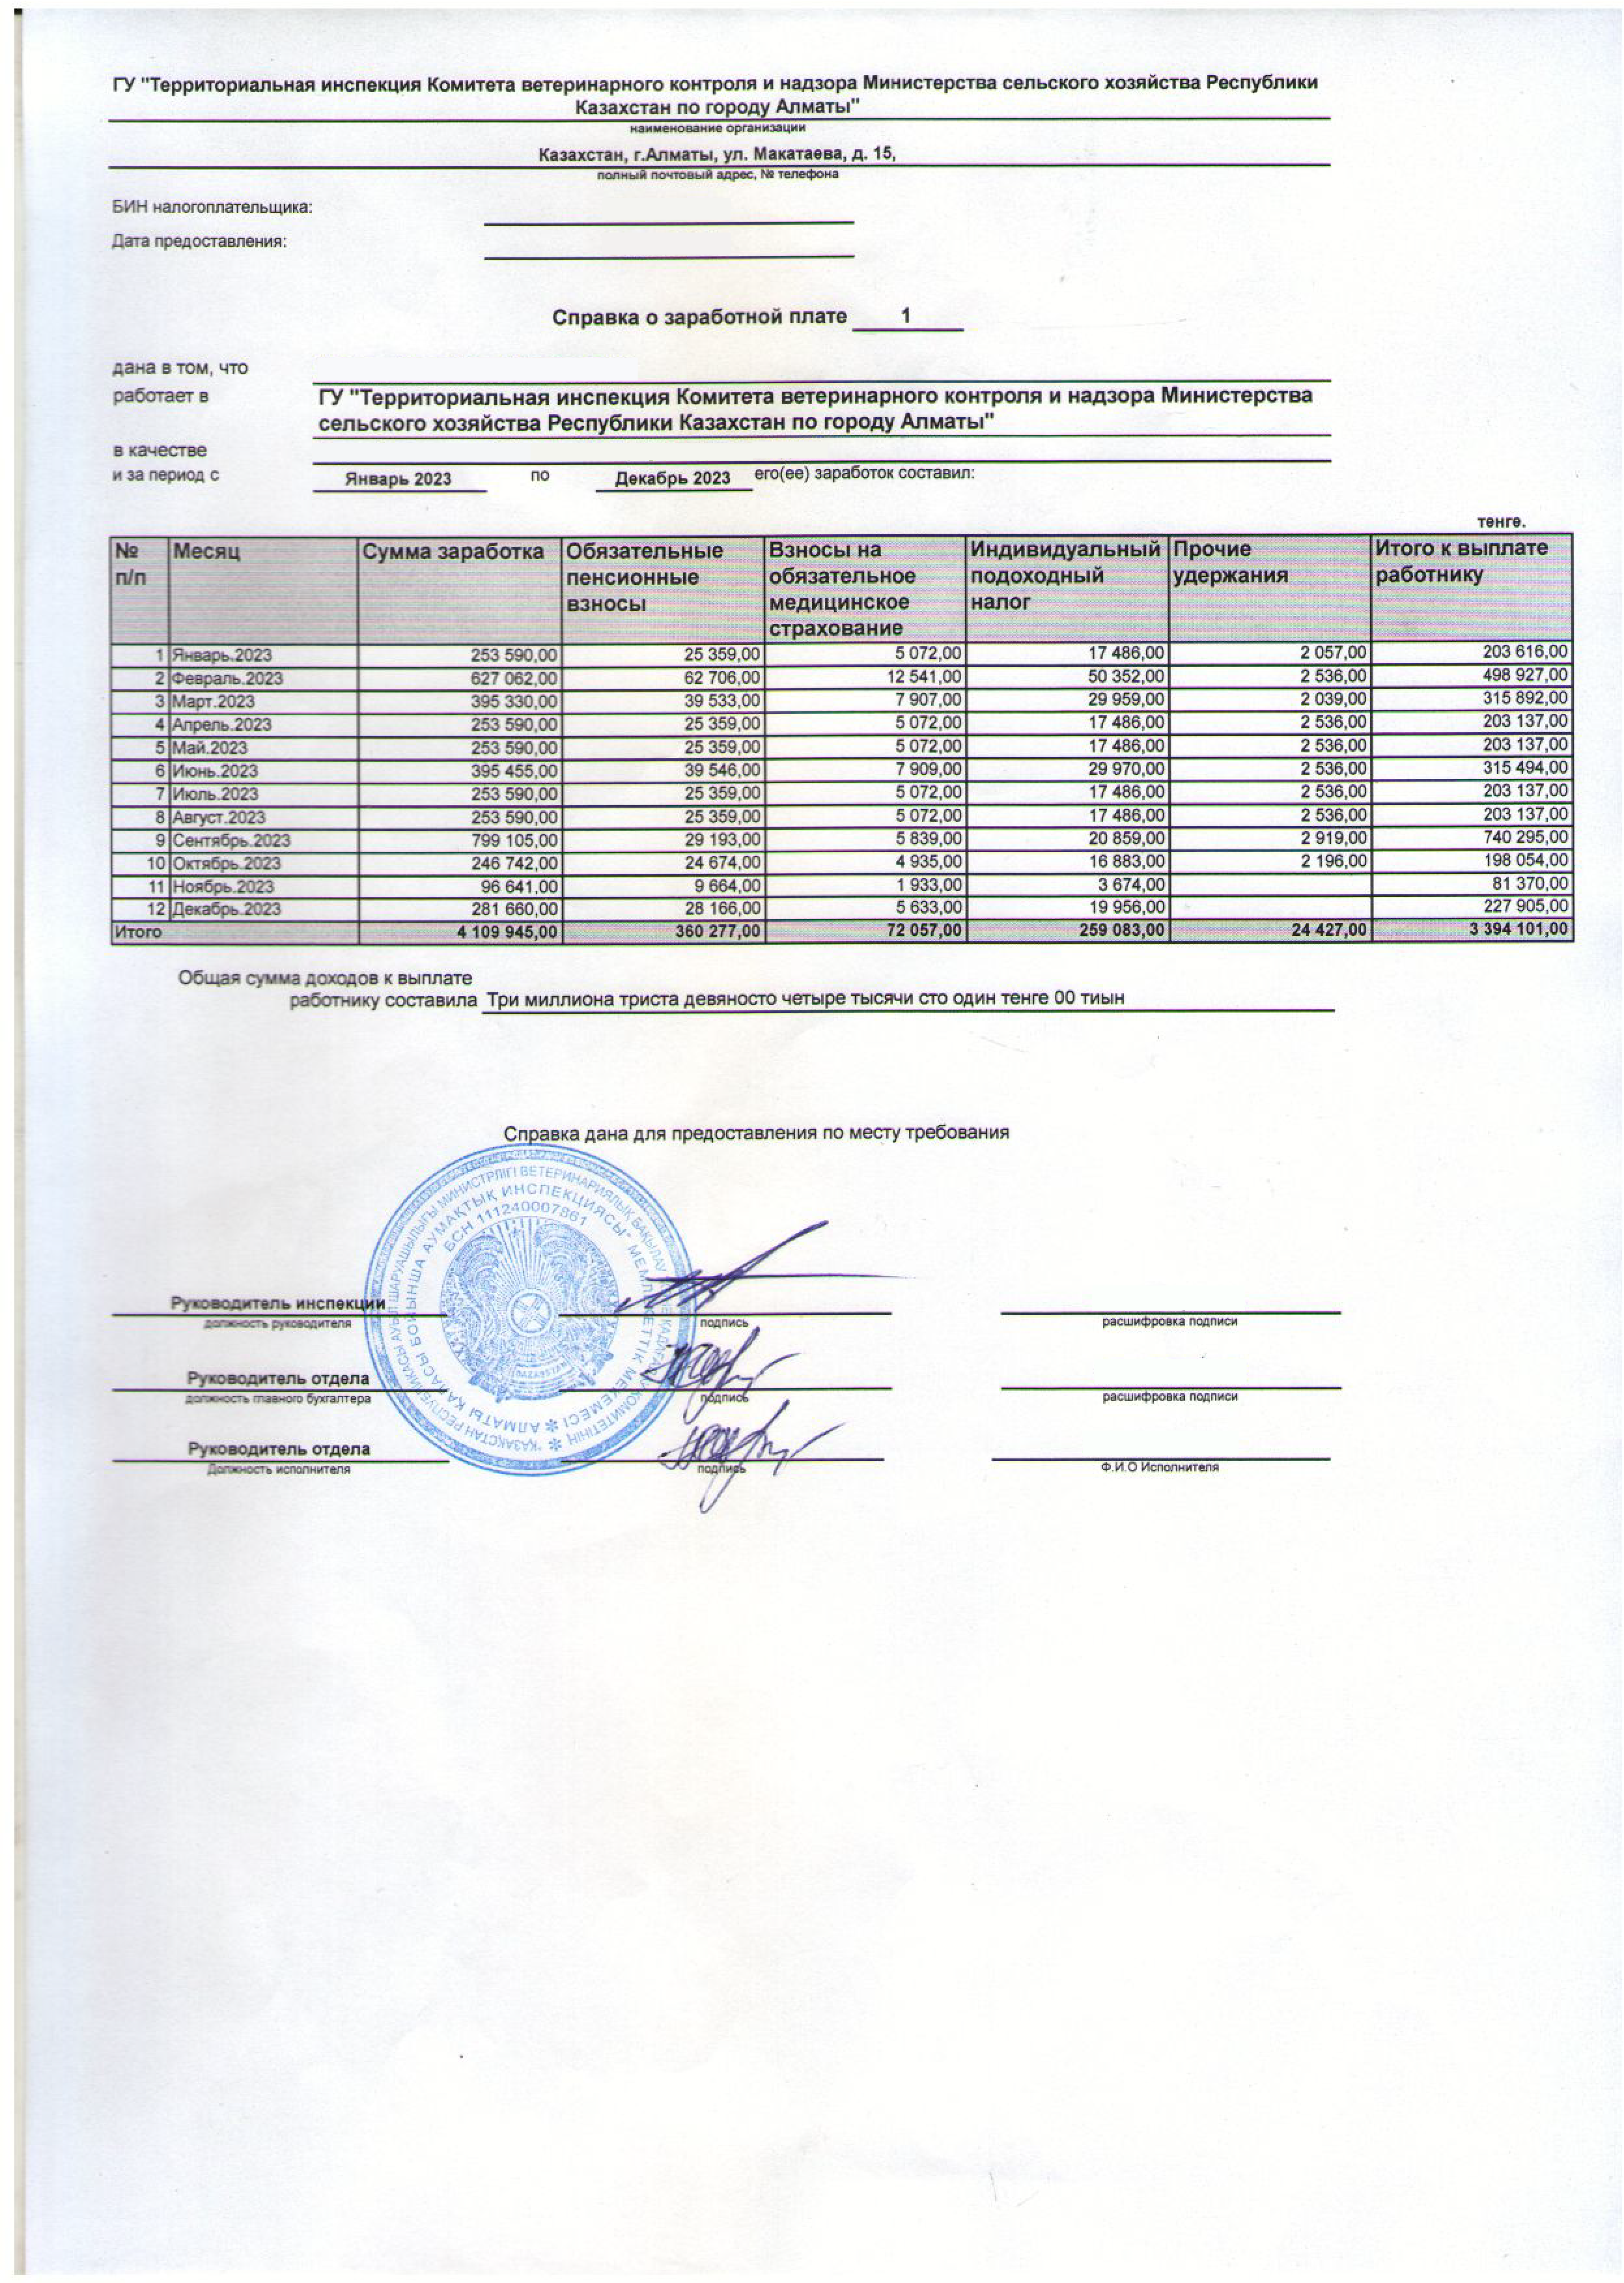 ГУ "Территориальная инспекция Комитета ветеринарного контроля и надзора Министерства сельского хозяйства Республики
Казахстан по городу Алматы"
наименование организации
Казахстан, г.Алматы, ул. Макатаева, д. 15,
полный почтовый адрес, № телефона
БИН налогоплательщика:
Дата предоставления:
Справка о заработной плате 1
дана в том, что
работает в ГУ "Территориальная инспекция Комитета ветеринарного контроля и надзора Министерства
сельского хозяйства Республики Казахстан по городу Алматы"
в качестве
и за период с Январь 2023 по Декабрь 2023 его(ее) заработок составил:
тенге.
№ п/п Месяц Сумма заработка Обязательные пенсионные взносы Взносы на обязательное медицинское страхование Индивидуальный подоходный налог Прочие удержания Итого к выплате работнику
1 Январь.2023 253 590,00 25 359,00 5 072,00 17 486,00 2 057,00 203 616,00
2 Февраль.2023 627 062,00 62 706,00 12 541,00 50 352,00 2 536,00 498 927,00
3 Март.2023 395 330,00 39 533,00 7 907,00 29 959,00 2 039,00 315 892,00
4 Апрель.2023 253 590,00 25 359,00 5 072,00 17 486,00 2 536,00 203 137,00
5 Май.2023 253 590,00 25 359,00 5 072,00 17 486,00 2 536,00 203 137,00
6 Июнь.2023 395 455,00 39 546,00 7 909,00 29 970,00 2 536,00 315 494,00
7 Июль.2023 253 590,00 25 359,00 5 072,00 17 486,00 2 536,00 203 137,00
8 Август.2023 253 590,00 25 359,00 5 072,00 17 486,00 2 536,00 203 137,00
9 Сентябрь.2023 799 105,00 29 193,00 5 839,00 20 859,00 2 919,00 740 295,00
10 Октябрь.2023 246 742,00 24 674,00 4 935,00 16 883,00 2 196,00 198 054,00
11 Ноябрь.2023 96 641,00 9 664,00 1 933,00 3 674,00 81 370,00
12 Декабрь.2023 281 660,00 28 166,00 5 633,00 19 956,00 227 905,00
Итого 4 109 945,00 360 277,00 72 057,00 259 083,00 24 427,00 3 394 101,00
Общая сумма доходов к выплате
работнику составила Три миллиона триста девяносто четыре тысячи сто один тенге 00 тиын
Справка дана для предоставления по месту требования
МИНИСТРЛІГІ ВЕТЕРИНАРИЯЛЫҚ БАҚЫЛАУ
КОМИТЕТІНІҢ * "ҚАЗАҚСТАН РЕСПУБЛИКАСЫ АУЫЛ ШАРУАШЫЛЫҒЫ
АЛМАТЫ ҚАЛАСЫ БОЙЫНША АУМАҚТЫҚ ИНСПЕКЦИЯСЫ" МЕМЛЕКЕТТІК МЕКЕМЕСІ *
БСН 111240007861
Руководитель инспекции
должность руководителя подпись расшифровка подписи
Руководитель отдела
должность главного бухгалтера подпись расшифровка подписи
Руководитель отдела
Должность исполнителя подпись Ф.И.О Исполнителя